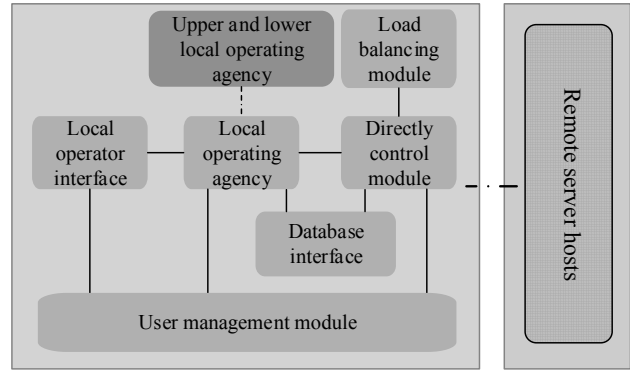 Upper and lower
local operating
agency
Load
balancing
module
Local
operator
interface
Local
operating
agency
Directly
control
module
Database
interface
User management module
Remote server hosts